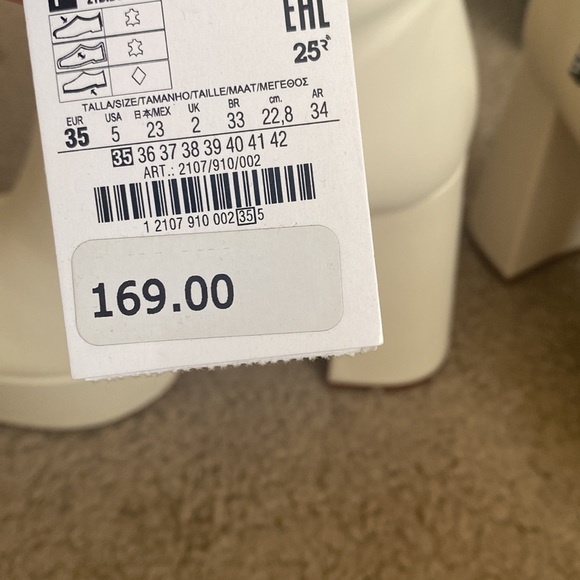 EAC
25
TALLA/SIZE/TAMANHO/TAILLE/MAAT/ΜΕΓΕΘΟΣ
EUR USA 日本/MEX UK BR cm. AR
35 5 23 2 33 22,8 34
35 36 37 38 39 40 41 42
ART.: 2107/910/002
1 2107 910 002 35 5
169.00